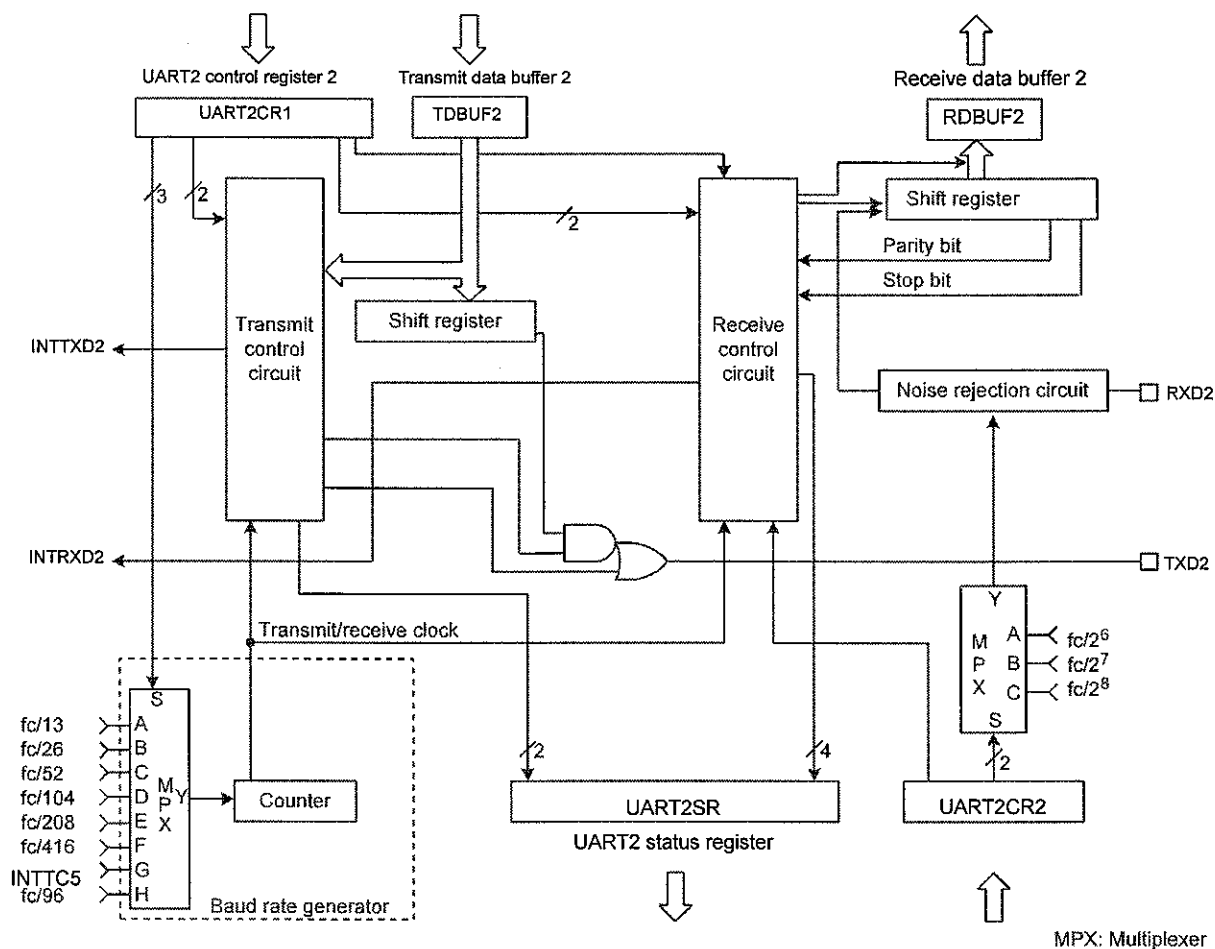 UART2 control register 2
Transmit data buffer 2
Receive data buffer 2
UART2CR1
TDBUF2
RDBUF2
3
2
2
Shift register
Parity bit
Stop bit
Transmit control circuit
Shift register
Receive control circuit
INTTXD2
Noise rejection circuit
RXD2
INTRXD2
TXD2
Transmit/receive clock
Y
MPX
A
B
C
S
fc/2⁶
fc/2⁷
fc/2⁸
2
4
2
S
fc/13
A
fc/26
B
fc/52
C
fc/104
D
fc/208
E
fc/416
F
INTTC5
G
fc/96
H
MPX
Y
Counter
Baud rate generator
UART2SR
UART2 status register
UART2CR2
MPX: Multiplexer